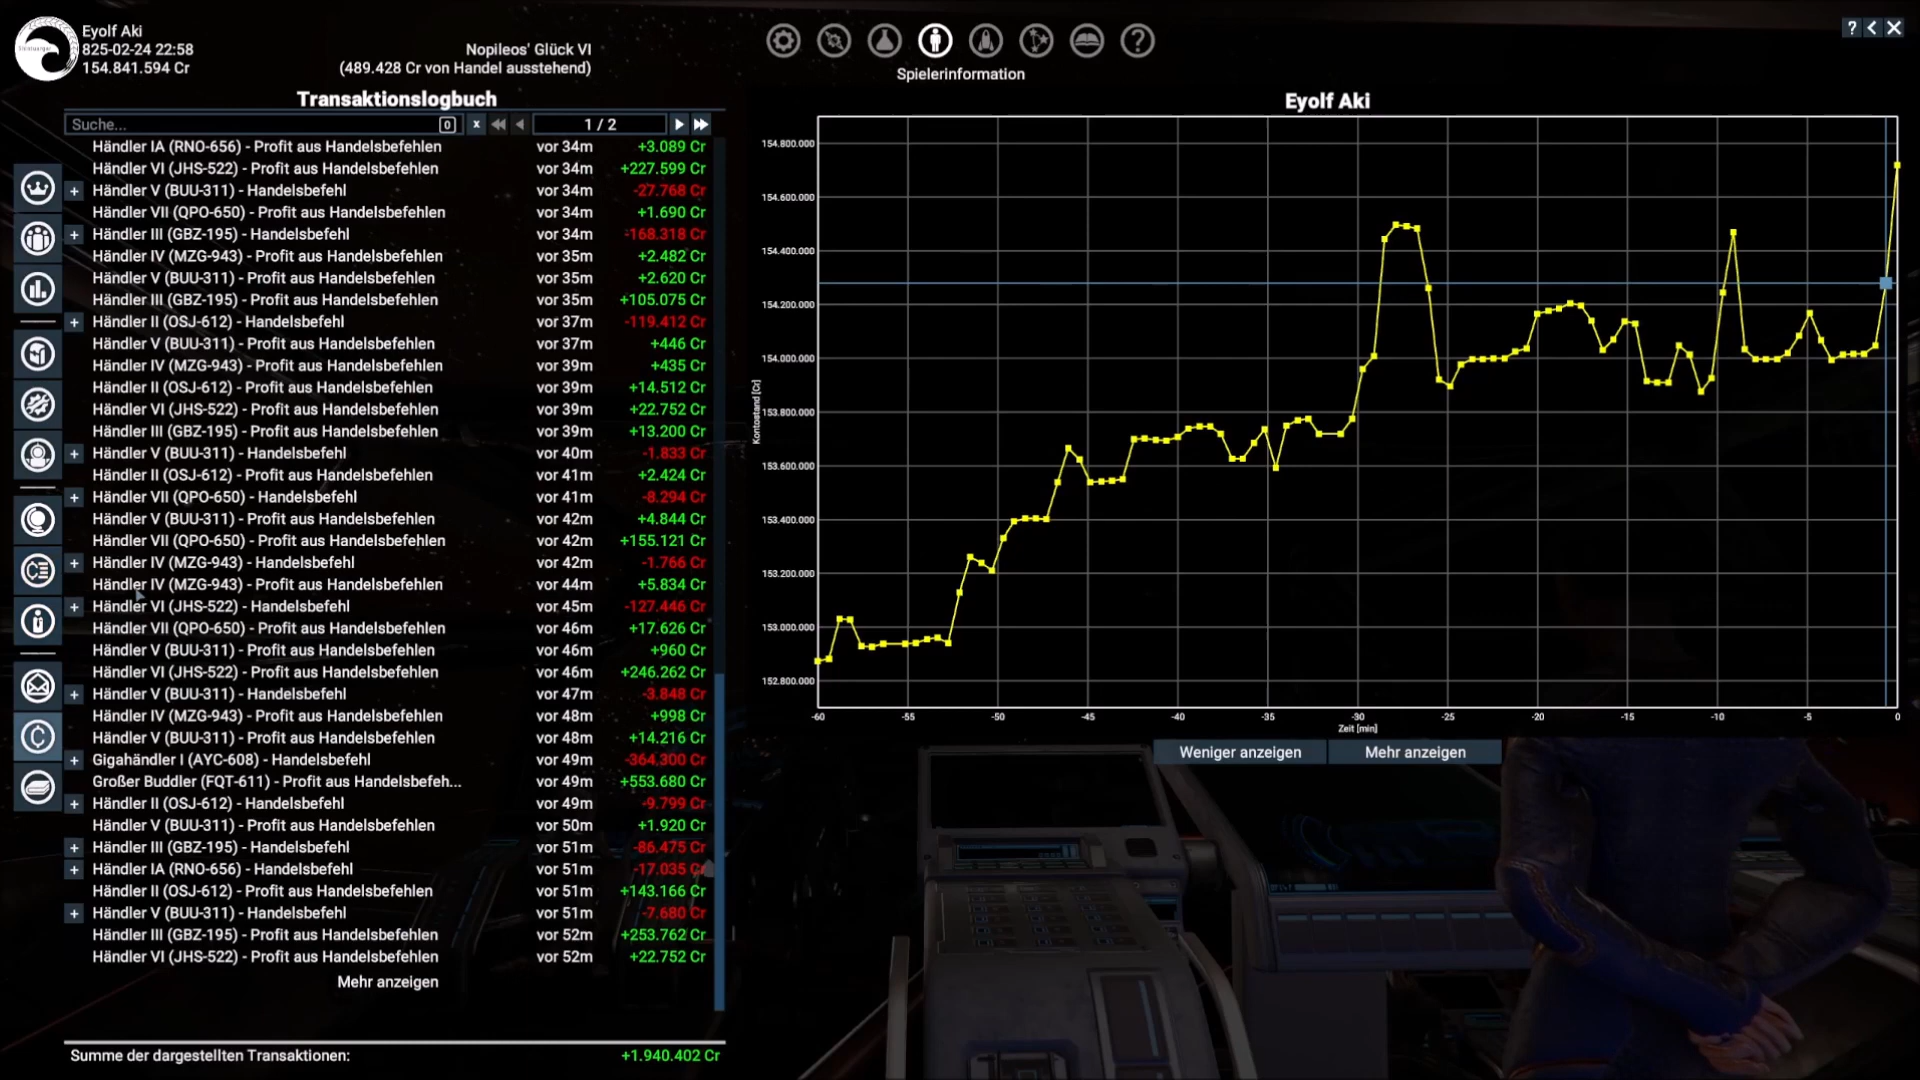 Eyolf Aki
825-02-24 22:58
154.841.594 Cr
Nopileos' Glück VI
(489.428 Cr von Handel ausstehend)
Spielerinformation
? 
Transaktionslogbuch
Suche... 0 x 1 / 2
Händler IA (RNO-656) - Profit aus Handelsbefehlen vor 34m +3.089 Cr
Händler VI (JHS-522) - Profit aus Handelsbefehlen vor 34m +227.599 Cr
+ Händler V (BUU-311) - Handelsbefehl vor 34m -27.768 Cr
Händler VII (QPO-650) - Profit aus Handelsbefehlen vor 34m +1.690 Cr
+ Händler III (GBZ-195) - Handelsbefehl vor 34m -168.318 Cr
Händler IV (MZG-943) - Profit aus Handelsbefehlen vor 35m +2.482 Cr
Händler V (BUU-311) - Profit aus Handelsbefehlen vor 35m +2.620 Cr
Händler III (GBZ-195) - Profit aus Handelsbefehlen vor 35m +105.075 Cr
+ Händler II (OSJ-612) - Handelsbefehl vor 37m -119.412 Cr
Händler V (BUU-311) - Profit aus Handelsbefehlen vor 37m +446 Cr
Händler IV (MZG-943) - Profit aus Handelsbefehlen vor 39m +435 Cr
Händler II (OSJ-612) - Profit aus Handelsbefehlen vor 39m +14.512 Cr
Händler VI (JHS-522) - Profit aus Handelsbefehlen vor 39m +22.752 Cr
Händler III (GBZ-195) - Profit aus Handelsbefehlen vor 39m +13.200 Cr
+ Händler V (BUU-311) - Handelsbefehl vor 40m -1.833 Cr
Händler II (OSJ-612) - Profit aus Handelsbefehlen vor 41m +2.424 Cr
+ Händler VII (QPO-650) - Handelsbefehl vor 41m -8.294 Cr
Händler V (BUU-311) - Profit aus Handelsbefehlen vor 42m +4.844 Cr
Händler VII (QPO-650) - Profit aus Handelsbefehlen vor 42m +155.121 Cr
+ Händler IV (MZG-943) - Handelsbefehl vor 42m -1.766 Cr
Händler IV (MZG-943) - Profit aus Handelsbefehlen vor 44m +5.834 Cr
+ Händler VI (JHS-522) - Handelsbefehl vor 45m -127.446 Cr
Händler VII (QPO-650) - Profit aus Handelsbefehlen vor 46m +17.626 Cr
Händler V (BUU-311) - Profit aus Handelsbefehlen vor 46m +960 Cr
Händler VI (JHS-522) - Profit aus Handelsbefehlen vor 46m +246.262 Cr
+ Händler V (BUU-311) - Handelsbefehl vor 47m -3.848 Cr
Händler IV (MZG-943) - Profit aus Handelsbefehlen vor 48m +998 Cr
Händler V (BUU-311) - Profit aus Handelsbefehlen vor 48m +14.216 Cr
+ Gigahändler I (AYC-608) - Handelsbefehl vor 49m -364.300 Cr
Großer Buddler (FQT-611) - Profit aus Handelsbefeh... vor 49m +553.680 Cr
+ Händler II (OSJ-612) - Handelsbefehl vor 49m -9.799 Cr
Händler V (BUU-311) - Profit aus Handelsbefehlen vor 50m +1.920 Cr
+ Händler III (GBZ-195) - Handelsbefehl vor 51m -86.475 Cr
+ Händler IA (RNO-656) - Handelsbefehl vor 51m -17.035 Cr
Händler II (OSJ-612) - Profit aus Handelsbefehlen vor 51m +143.166 Cr
+ Händler V (BUU-311) - Handelsbefehl vor 51m -7.680 Cr
Händler III (GBZ-195) - Profit aus Handelsbefehlen vor 52m +253.762 Cr
Händler VI (JHS-522) - Profit aus Handelsbefehlen vor 52m +22.752 Cr
Mehr anzeigen
Summe der dargestellten Transaktionen: +1.940.402 Cr
Eyolf Aki
154.800.000
154.600.000
154.400.000
154.200.000
154.000.000
153.800.000
153.600.000
153.400.000
153.200.000
153.000.000
152.800.000
Kontostand [Cr]
-60 -55 -50 -45 -40 -35 -30 -25 -20 -15 -10 -5 0
Zeit [min]
Weniger anzeigen Mehr anzeigen